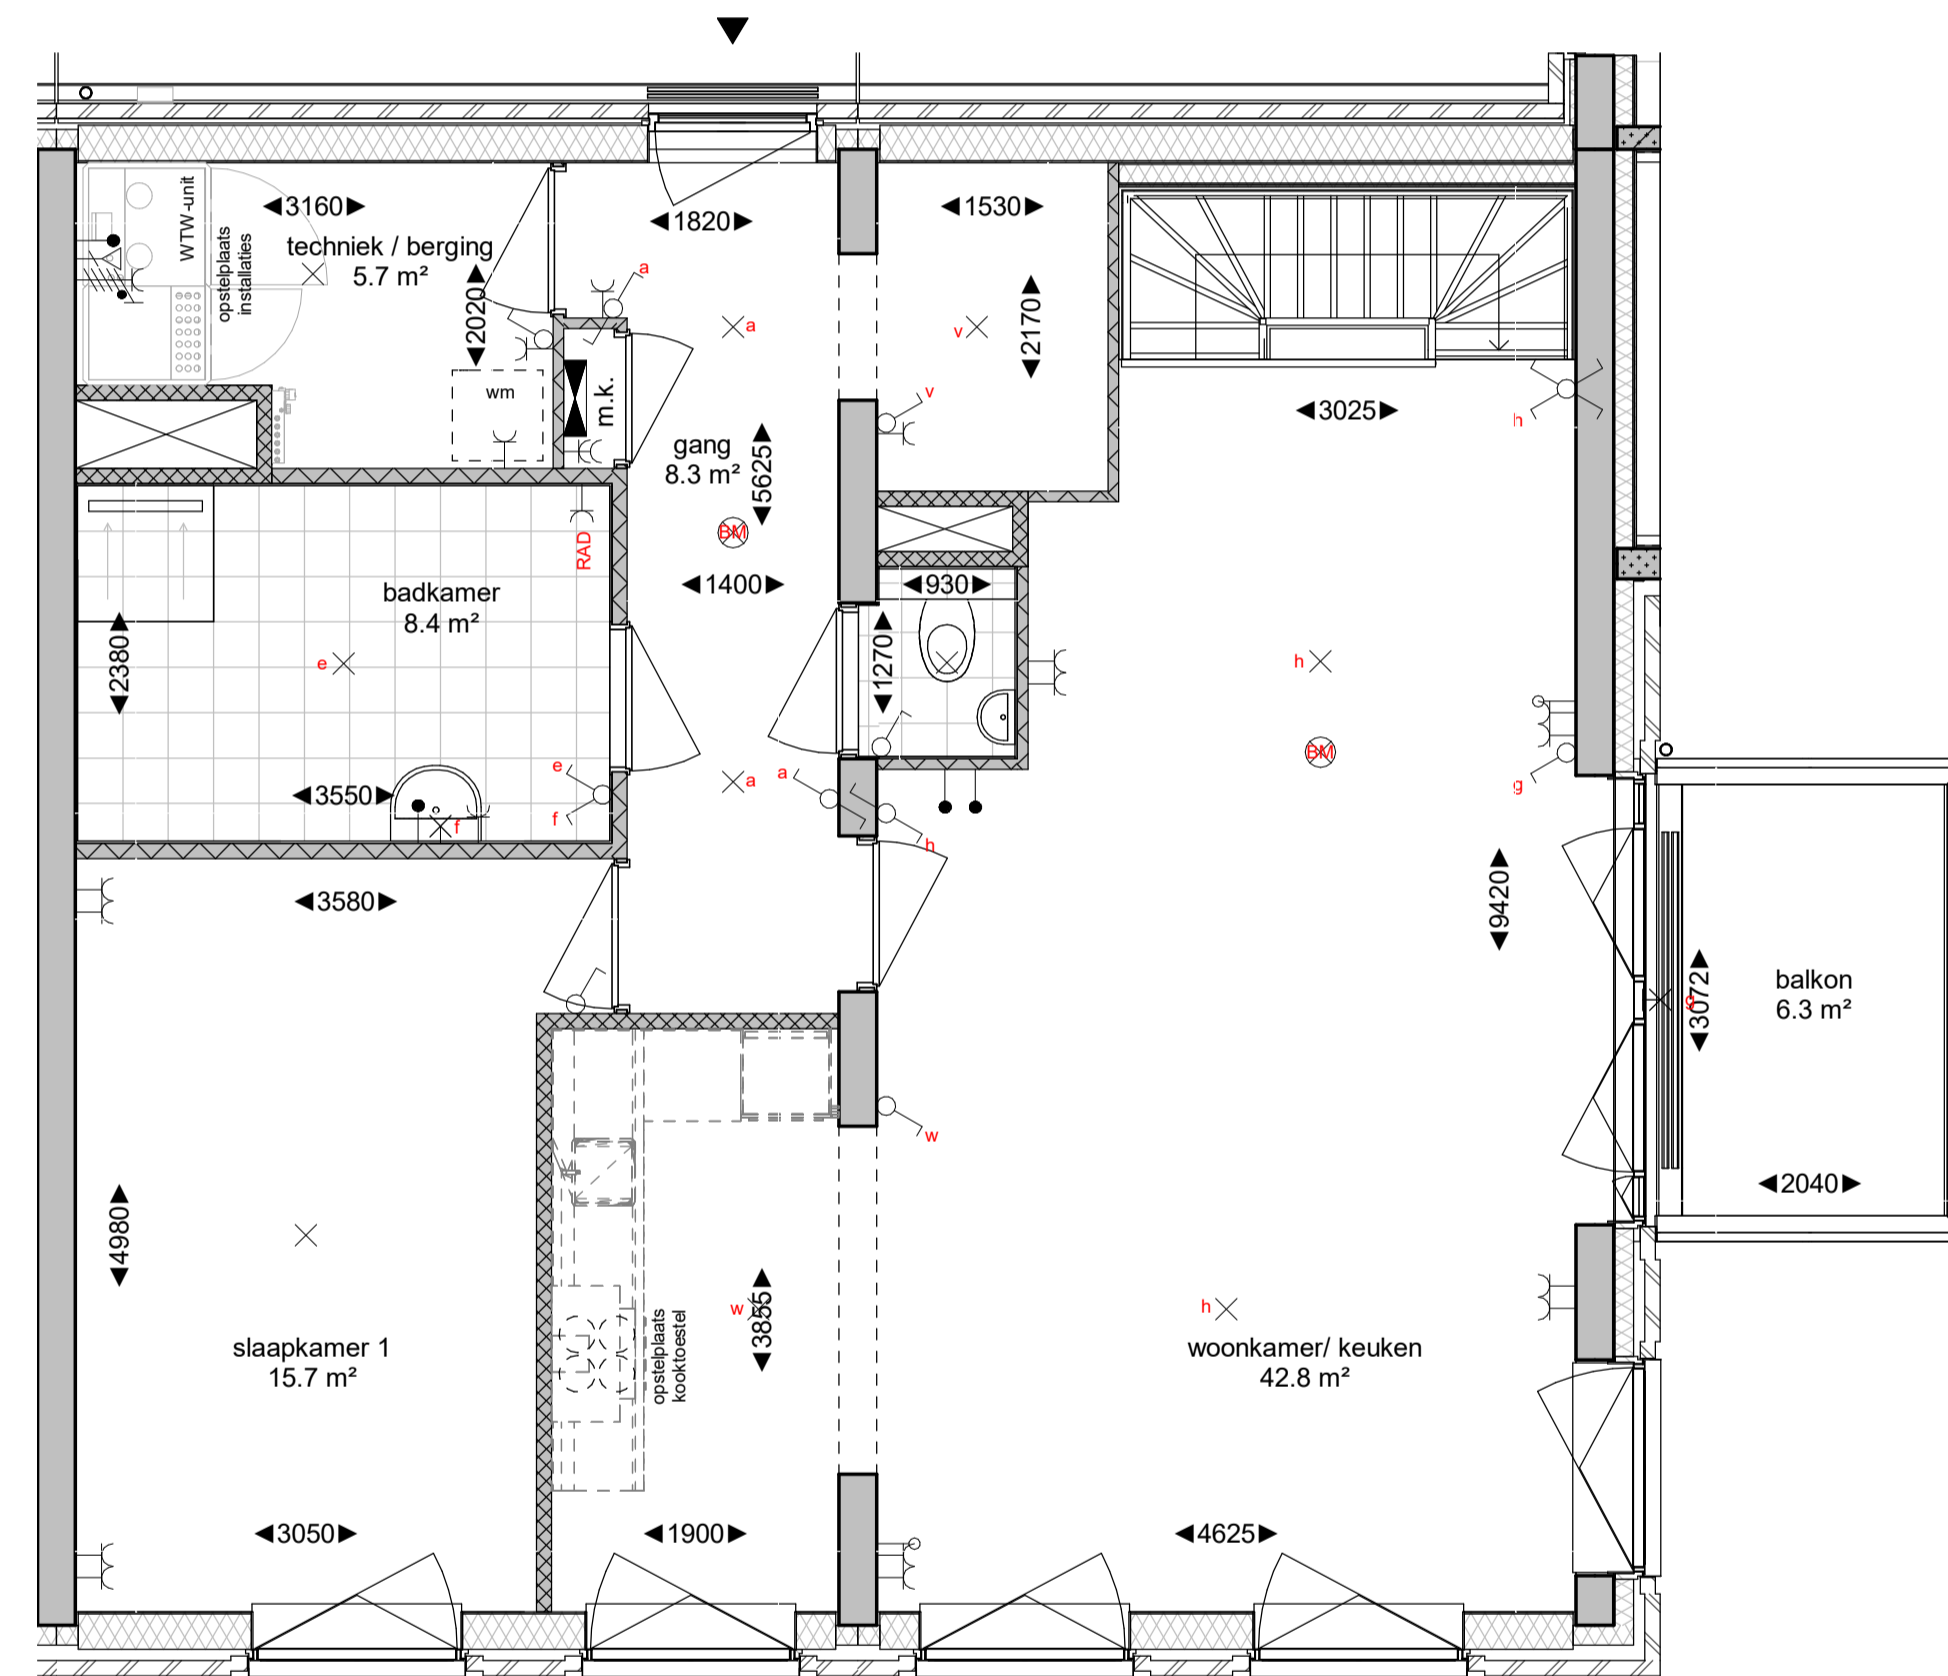 3160
1820
1530
WTW-unit
opstelplaats
installaties
techniek / berging
5.7 m²
2020
a
a
v
2170
wm
m.k.
v
3025
h
gang
8.3 m²
5625
BM
RAD
1400
930
badkamer
8.4 m²
2380
e
1270
h
BM
e
f
3550
f
a
a
h
g
3580
9420
3072
g
balkon
6.3 m²
w
2040
4980
w
3855
h
opstelplaats
kooktoestel
slaapkamer 1
15.7 m²
woonkamer/ keuken
42.8 m²
3050
1900
4625